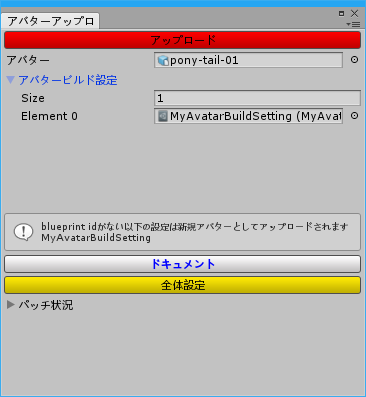 アバターアップロ
アップロード
アバター
pony-tail-01
アバタービルド設定
Size
1
Element 0
MyAvatarBuildSetting (MyAvat
blueprint idがない以下の設定は新規アバターとしてアップロードされます
MyAvatarBuildSetting
ドキュメント
全体設定
パッチ状況